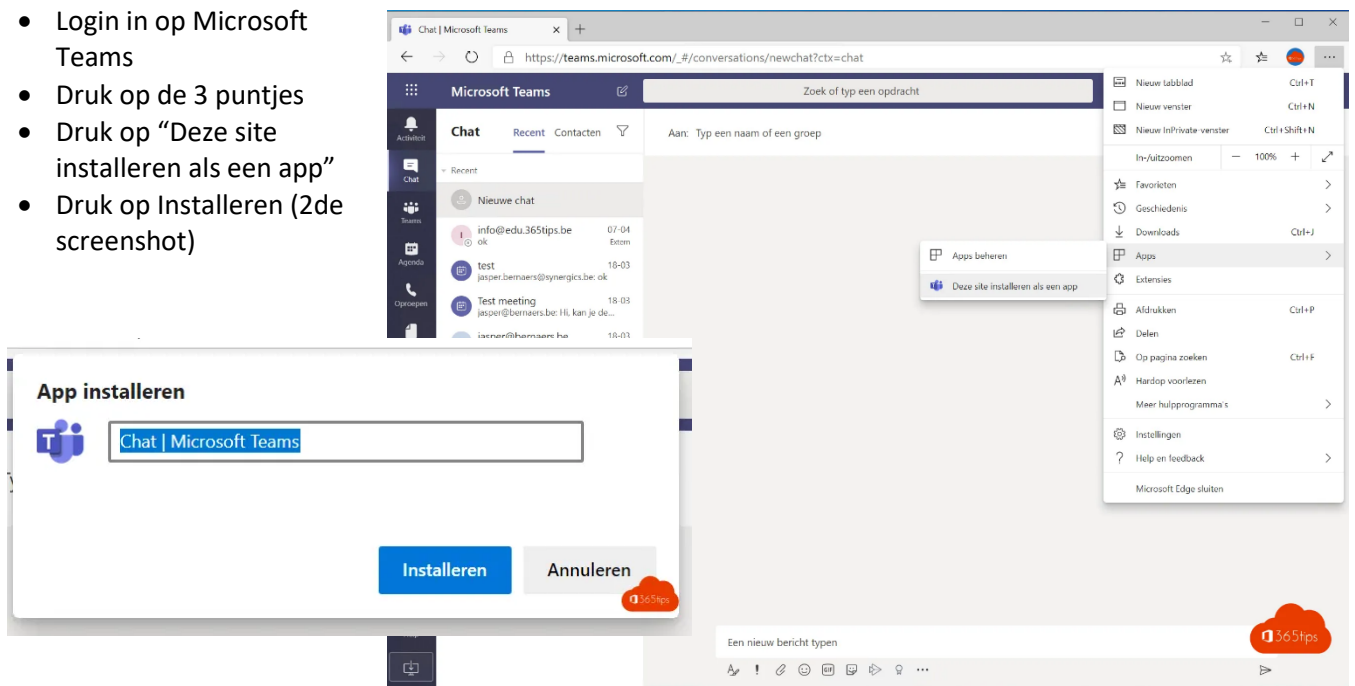 • Login in op Microsoft
Teams
• Druk op de 3 puntjes
• Druk op “Deze site
installeren als een app”
• Druk op Installeren (2de
screenshot)
Chat | Microsoft Teams
https://teams.microsoft.com/_#/conversations/newchat?ctx=chat
Microsoft Teams
Zoek of typ een opdracht
Activiteit
Chat
Teams
Agenda
Oproepen
Chat Recent Contacten
Recent
Nieuwe chat
info@edu.365tips.be 07-04
ok Extern
test 18-03
jasper.bernaers@synergics.be: ok
Test meeting 18-03
jasper@bernaers.be: Hi, kan je de...
jasper@bernaers.be 18-03
Aan: Typ een naam of een groep
Nieuw tabblad Ctrl+T
Nieuw venster Ctrl+N
Nieuw InPrivate-venster Ctrl+Shift+N
In-/uitzoomen − 100% +
Favorieten
Geschiedenis
Downloads Ctrl+J
Apps
Extensies
Afdrukken Ctrl+P
Delen
Op pagina zoeken Ctrl+F
Hardop voorlezen
Meer hulpprogramma's
Instellingen
Help en feedback
Microsoft Edge sluiten
Apps beheren
Deze site installeren als een app
App installeren
Chat | Microsoft Teams
Installeren Annuleren
365tips
Een nieuw bericht typen
GIF
365tips